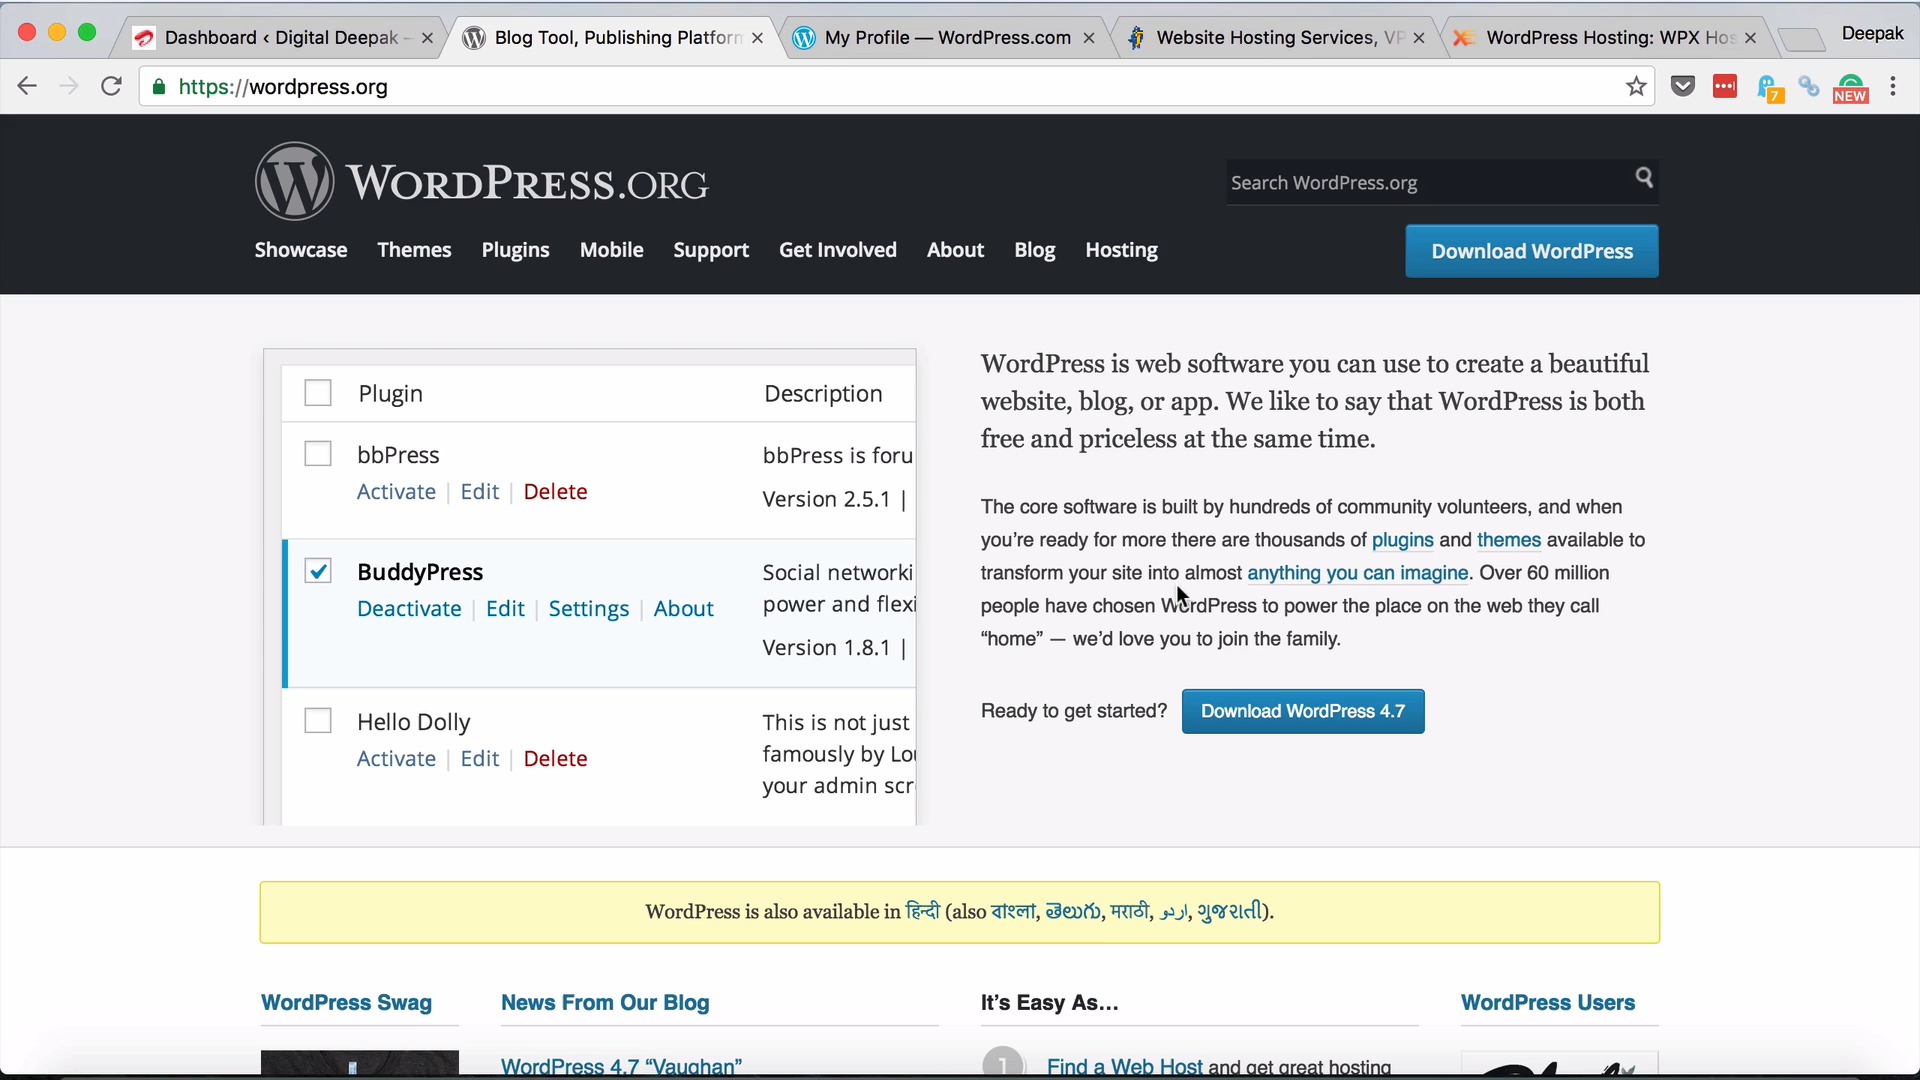 Dashboard ‹ Digital Deepak –
Blog Tool, Publishing Platform
My Profile — WordPress.com
Website Hosting Services, VP
WordPress Hosting: WPX Hos
Deepak
https://wordpress.org
7
NEW
WORDPRESS.ORG
Search WordPress.org
Showcase Themes Plugins Mobile Support Get Involved About Blog Hosting
Download WordPress
Plugin Description
bbPress bbPress is foru
Activate | Edit | Delete Version 2.5.1 |
BuddyPress Social networki
Deactivate | Edit | Settings | About power and flexi
Version 1.8.1 |
Hello Dolly This is not just
Activate | Edit | Delete famously by Lou
your admin scr
WordPress is web software you can use to create a beautiful
website, blog, or app. We like to say that WordPress is both
free and priceless at the same time.
The core software is built by hundreds of community volunteers, and when
you’re ready for more there are thousands of plugins and themes available to
transform your site into almost anything you can imagine. Over 60 million
people have chosen WordPress to power the place on the web they call
“home” — we’d love you to join the family.
Ready to get started? Download WordPress 4.7
WordPress is also available in हिन्दी (also বাংলা, తెలుగు, मराठी, اردو, ગુજરાતી).
WordPress Swag
News From Our Blog
It’s Easy As…
WordPress Users
WordPress 4.7 “Vaughan”
1 Find a Web Host and get great hosting